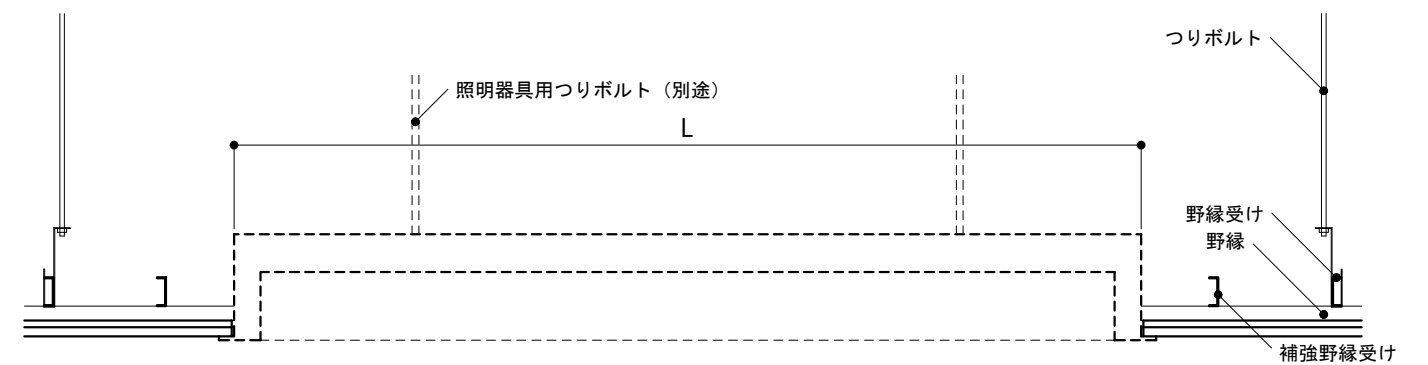 つりボルト
照明器具用つりボルト（別途）
L
野縁受け
野縁
補強野縁受け